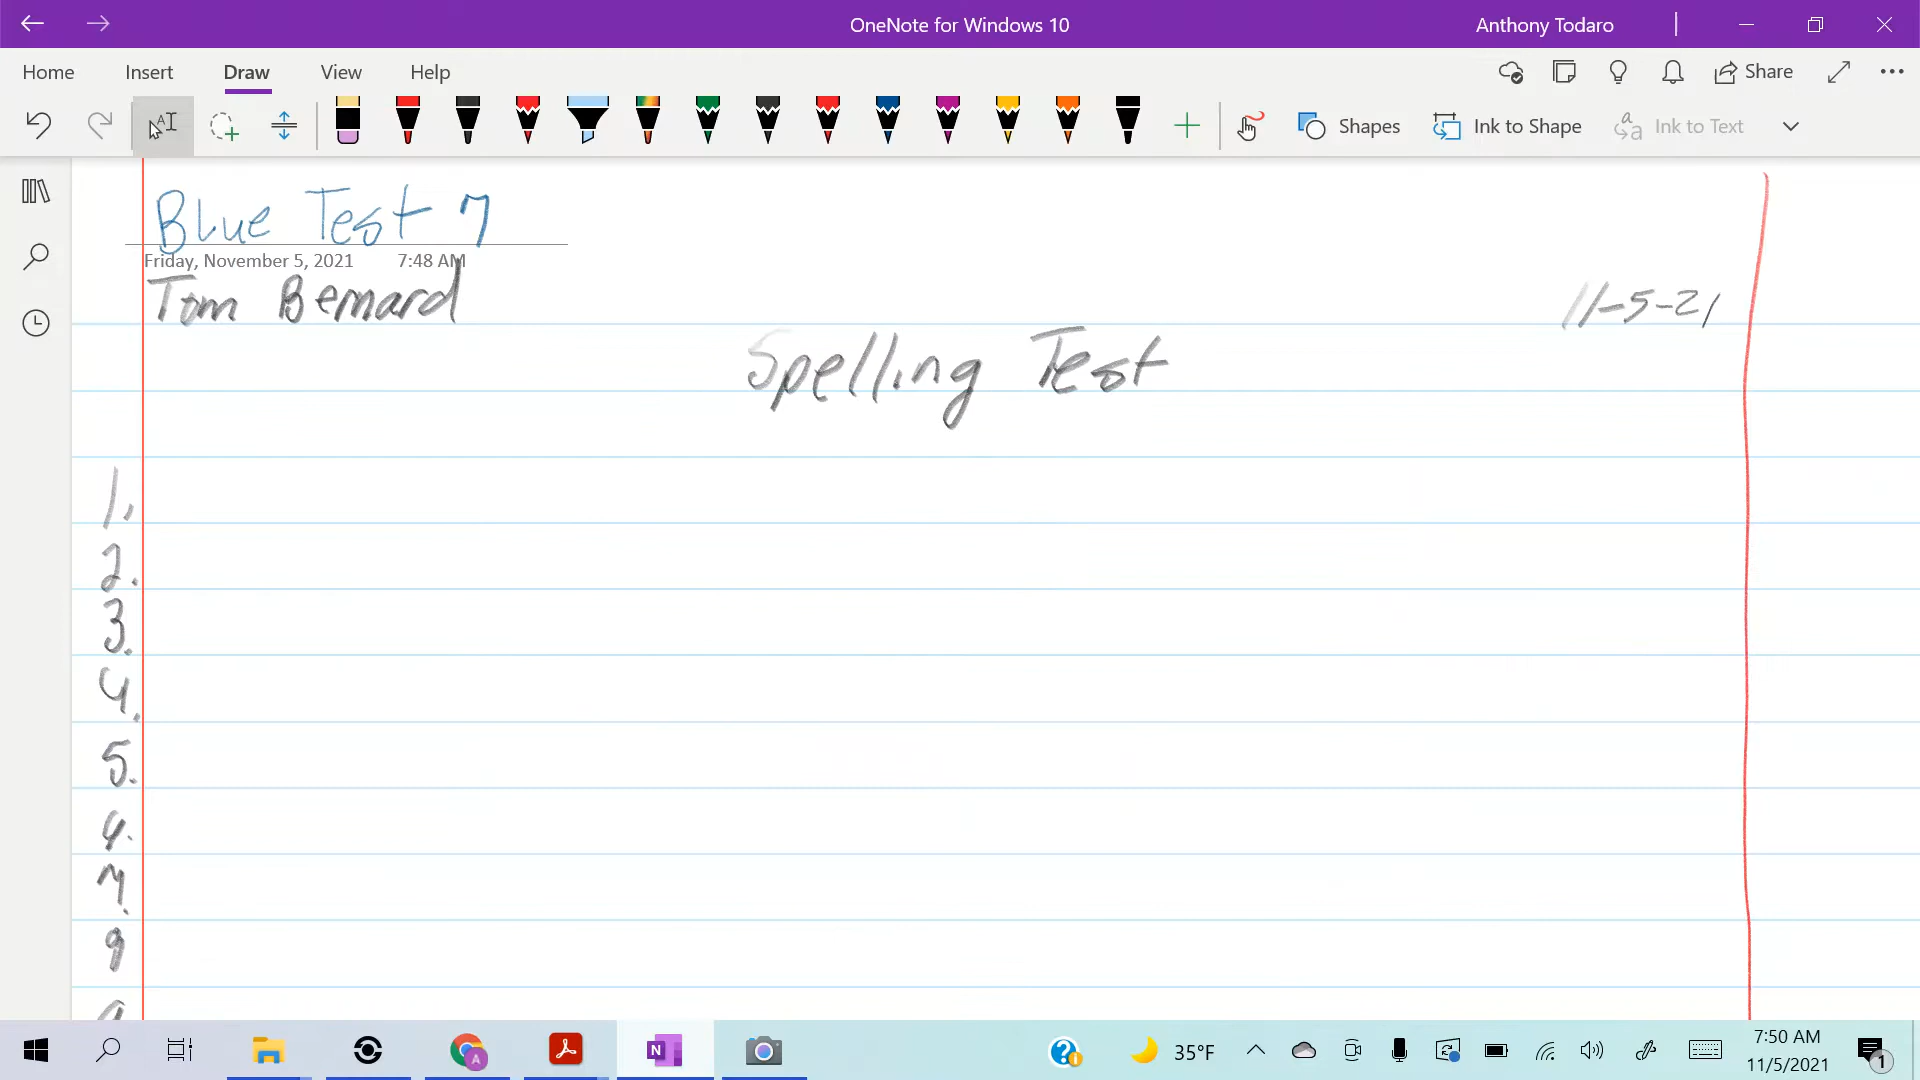 OneNote for Windows 10
Anthony Todaro
Home Insert Draw View Help
Share
Shapes
Ink to Shape
Ink to Text
Blue Test 7
Friday, November 5, 2021 7:48 AM
Tom Bernard
11-5-21
Spelling Test
1.
2.
3.
4.
5.
7.
9
35°F
7:50 AM
11/5/2021
1